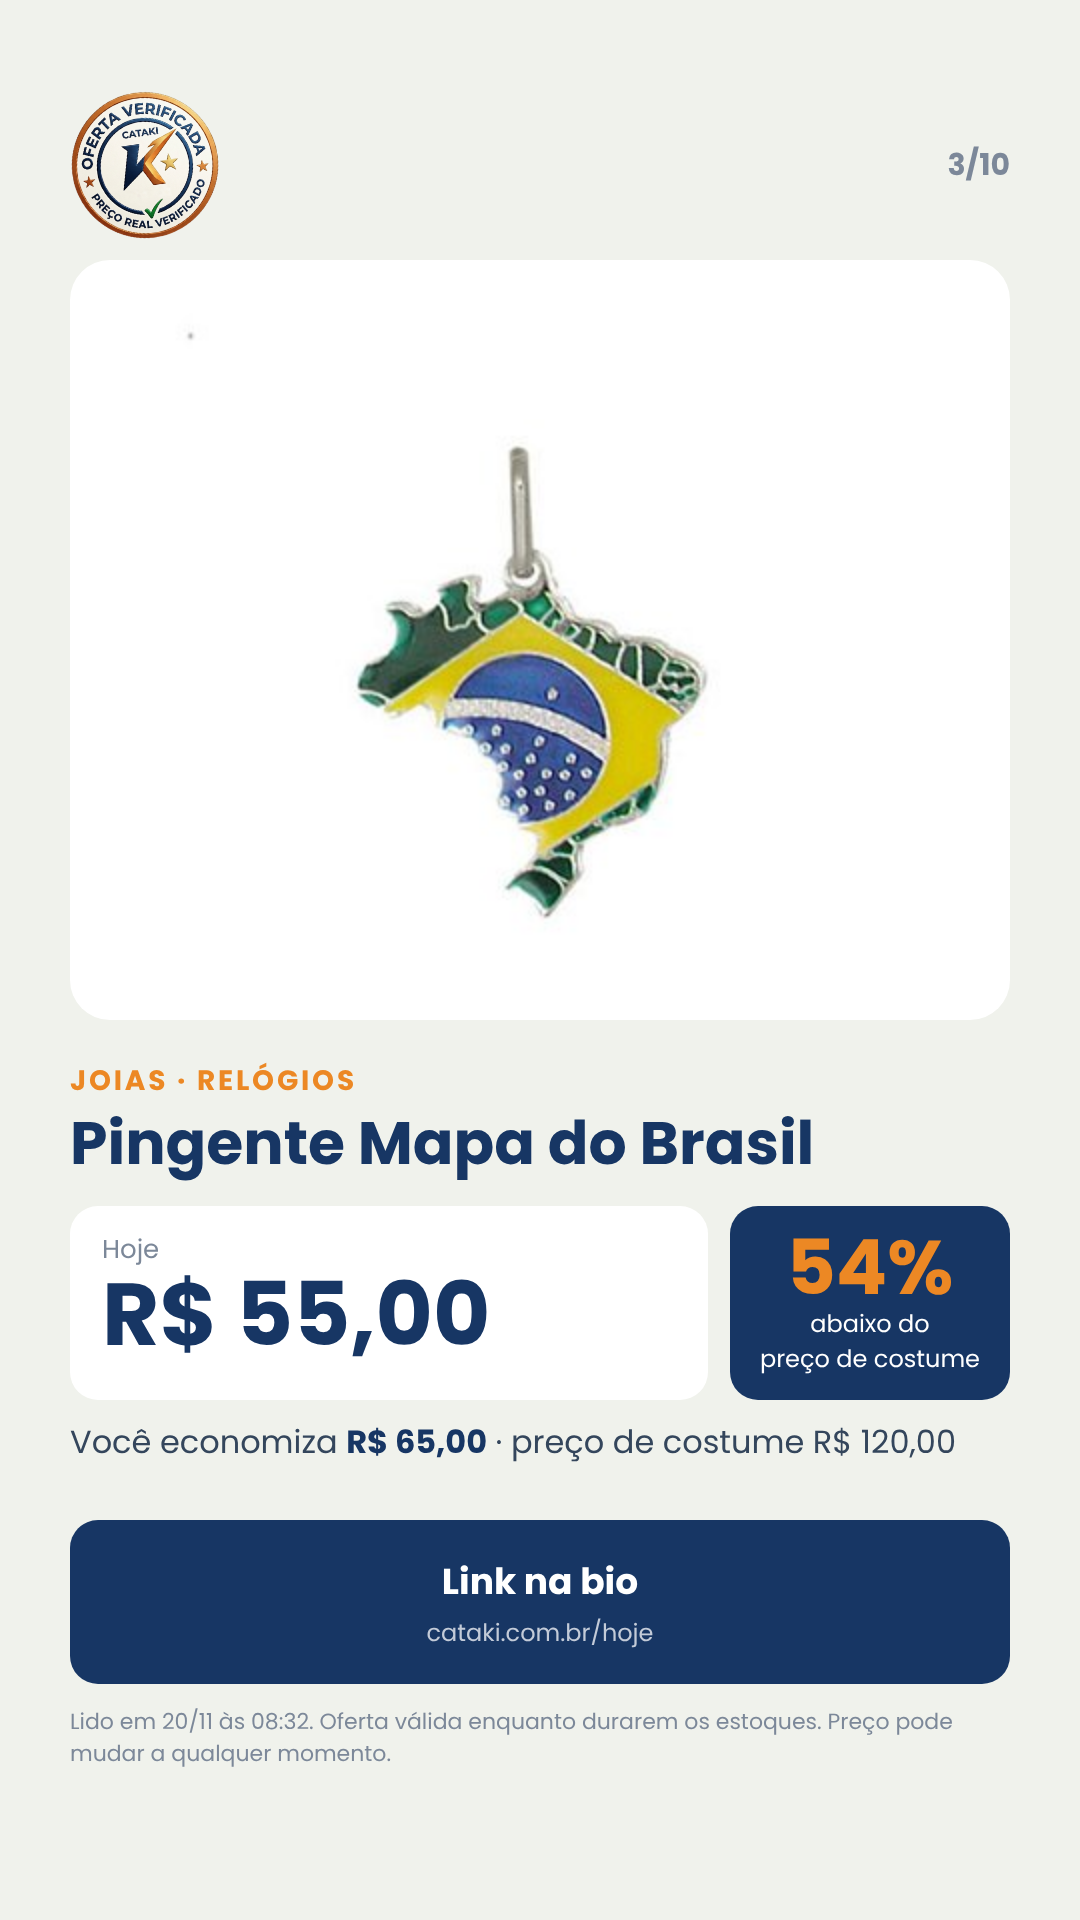 OFERTA VERIFICADA
CATAKI
K
PREÇO REAL VERIFICADO
3/10
JOIAS · RELÓGIOS
Pingente Mapa do Brasil
Hoje
R$ 55,00
54%
abaixo do
preço de costume
Você economiza R$ 65,00 · preço de costume R$ 120,00
Link na bio
cataki.com.br/hoje
Lido em 20/11 às 08:32. Oferta válida enquanto durarem os estoques. Preço pode
mudar a qualquer momento.